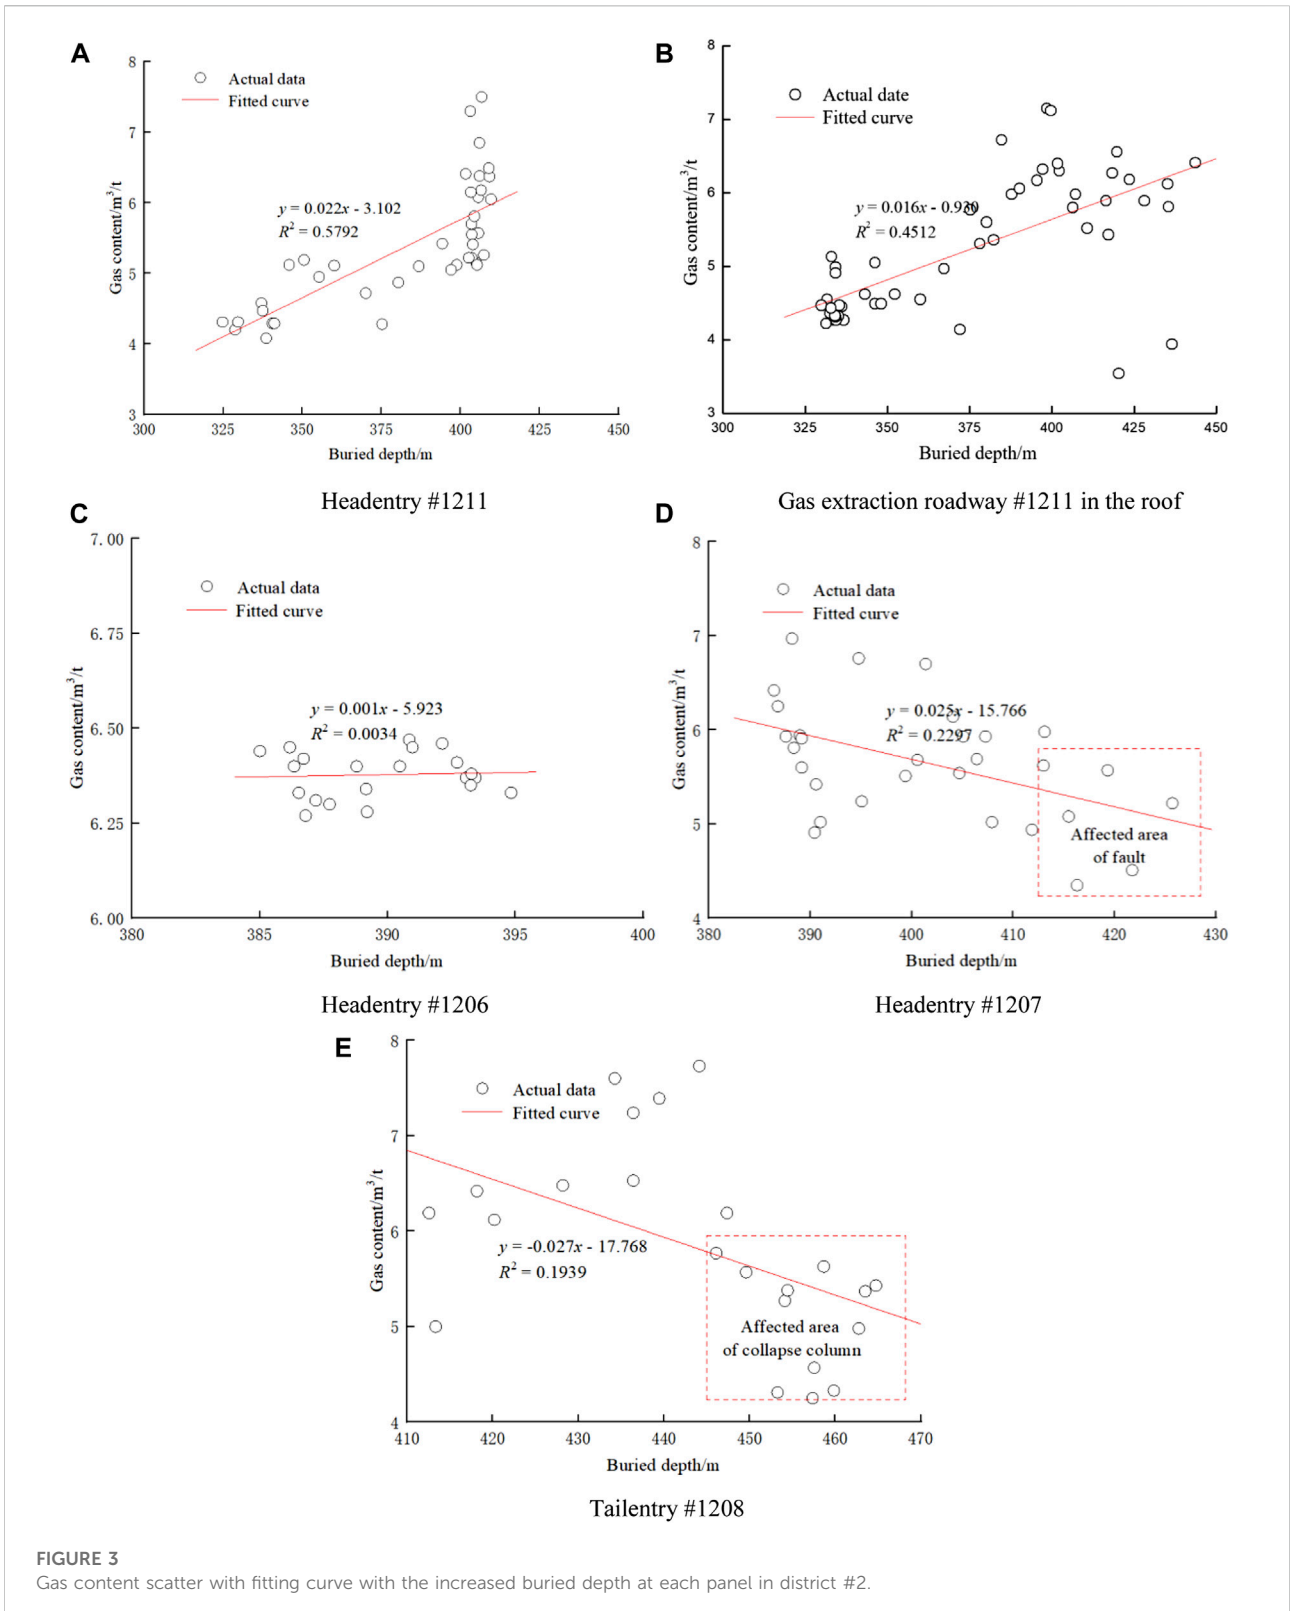 A
8
7
6
5
4
3
300
325
350
375
400
425
450
Gas content/m³/t
Buried depth/m
Actual data
Fitted curve
y = 0.022x - 3.102
R² = 0.5792
Headentry #1211
B
8
7
6
5
4
3
300
325
350
375
400
425
450
Gas content/m³/t
Buried depth/m
Actual date
Fitted curve
y = 0.016x - 0.930
R² = 0.4512
Gas extraction roadway #1211 in the roof
C
7.00
6.75
6.50
6.25
6.00
380
385
390
395
400
Gas content/m³/t
Buried depth/m
Actual data
Fitted curve
y = 0.001x - 5.923
R² = 0.0034
Headentry #1206
D
8
7
6
5
4
380
390
400
410
420
430
Gas content/m³/t
Buried depth/m
Actual data
Fitted curve
y = 0.025x - 15.766
R² = 0.2297
Affected area
of fault
Headentry #1207
E
8
7
6
5
4
410
420
430
440
450
460
470
Gas content/m³/t
Buried depth/m
Actual data
Fitted curve
y = -0.027x - 17.768
R² = 0.1939
Affected area
of collapse column
Tailentry #1208
FIGURE 3
Gas content scatter with fitting curve with the increased buried depth at each panel in district #2.